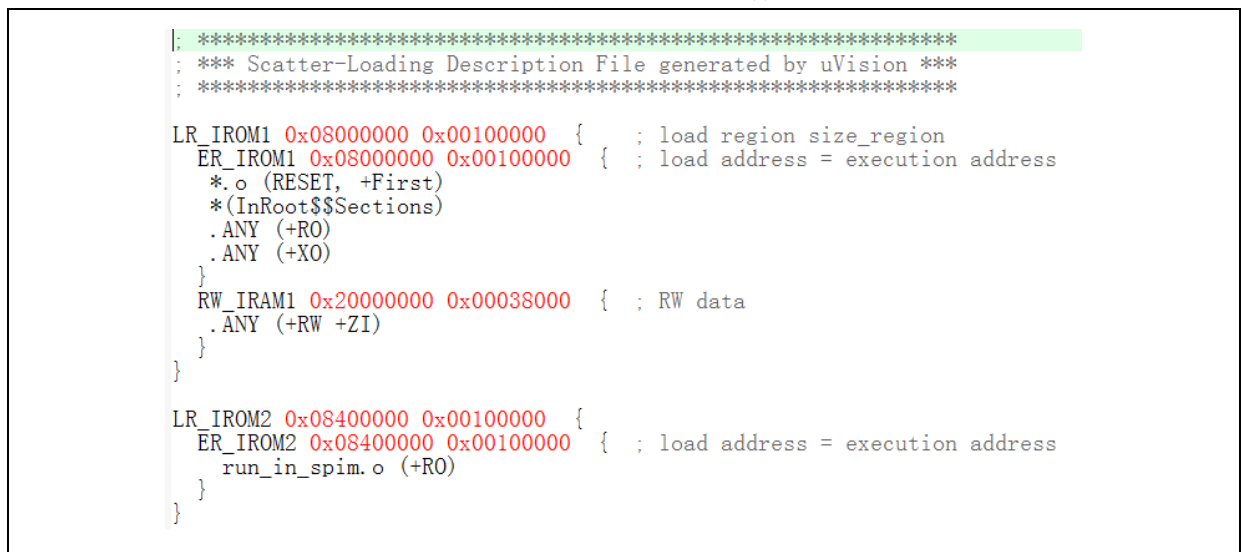 ; *************************************************************
; *** Scatter-Loading Description File generated by uVision ***
; *************************************************************
LR_IROM1 0x08000000 0x00100000 { ; load region size_region
ER_IROM1 0x08000000 0x00100000 { ; load address = execution address
*.o (RESET, +First)
*(InRoot$$Sections)
.ANY (+RO)
.ANY (+XO)
}
RW_IRAM1 0x20000000 0x00038000 { ; RW data
.ANY (+RW +ZI)
}
}
LR_IROM2 0x08400000 0x00100000 {
ER_IROM2 0x08400000 0x00100000 { ; load address = execution address
run_in_spim.o (+RO)
}
}